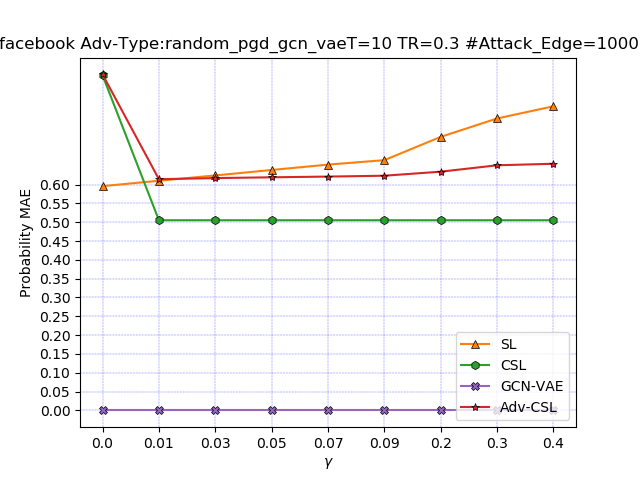 facebook Adv-Type:random_pgd_gcn_vaeT=10 TR=0.3 #Attack_Edge=1000
Probability MAE
0.60
0.55
0.50
0.45
0.40
0.35
0.30
0.25
0.20
0.15
0.10
0.05
0.00
SL
CSL
GCN-VAE
Adv-CSL
0.0 0.01 0.03 0.05 0.07 0.09 0.2 0.3 0.4
γ